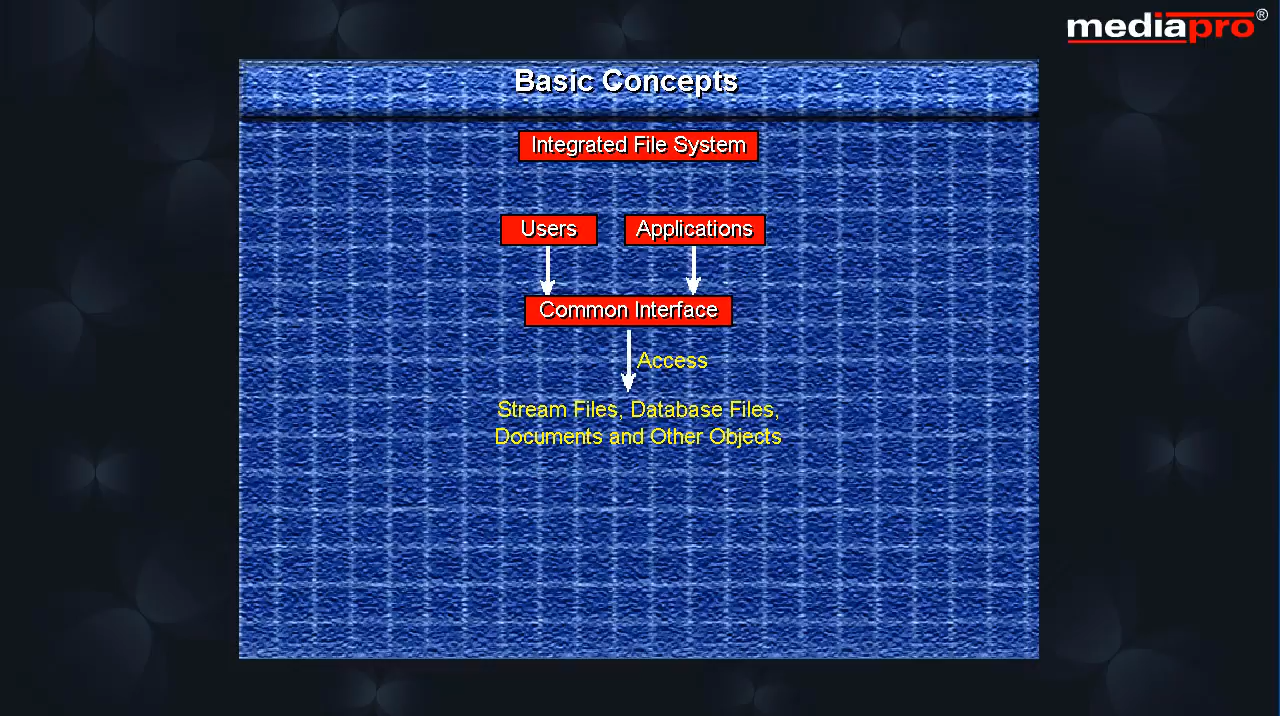 mediapro®
Basic Concepts
Integrated File System
Users
Applications
Common Interface
Access
Stream Files, Database Files,
Documents and Other Objects